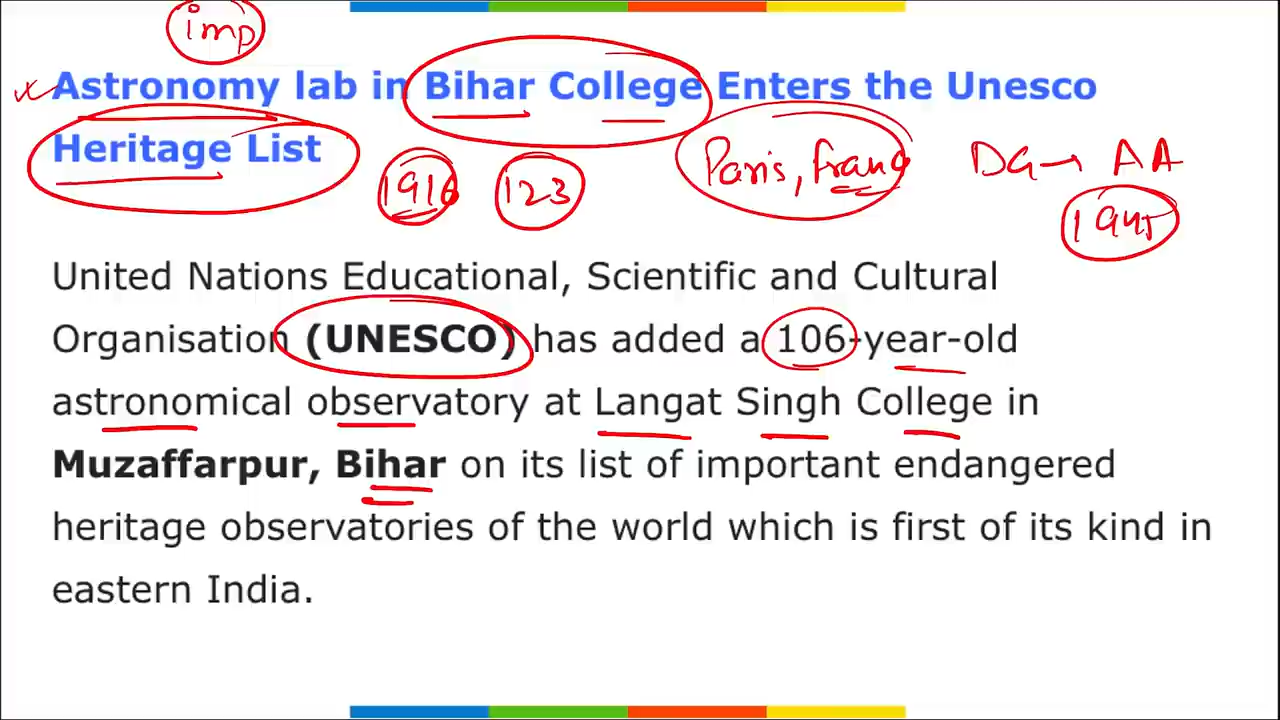 imp
Astronomy lab in Bihar College Enters the Unesco
Heritage List
1916 123 Paris, France DG → AA
1945
United Nations Educational, Scientific and Cultural
Organisation (UNESCO) has added a 106-year-old
astronomical observatory at Langat Singh College in
Muzaffarpur, Bihar on its list of important endangered
heritage observatories of the world which is first of its kind in
eastern India.